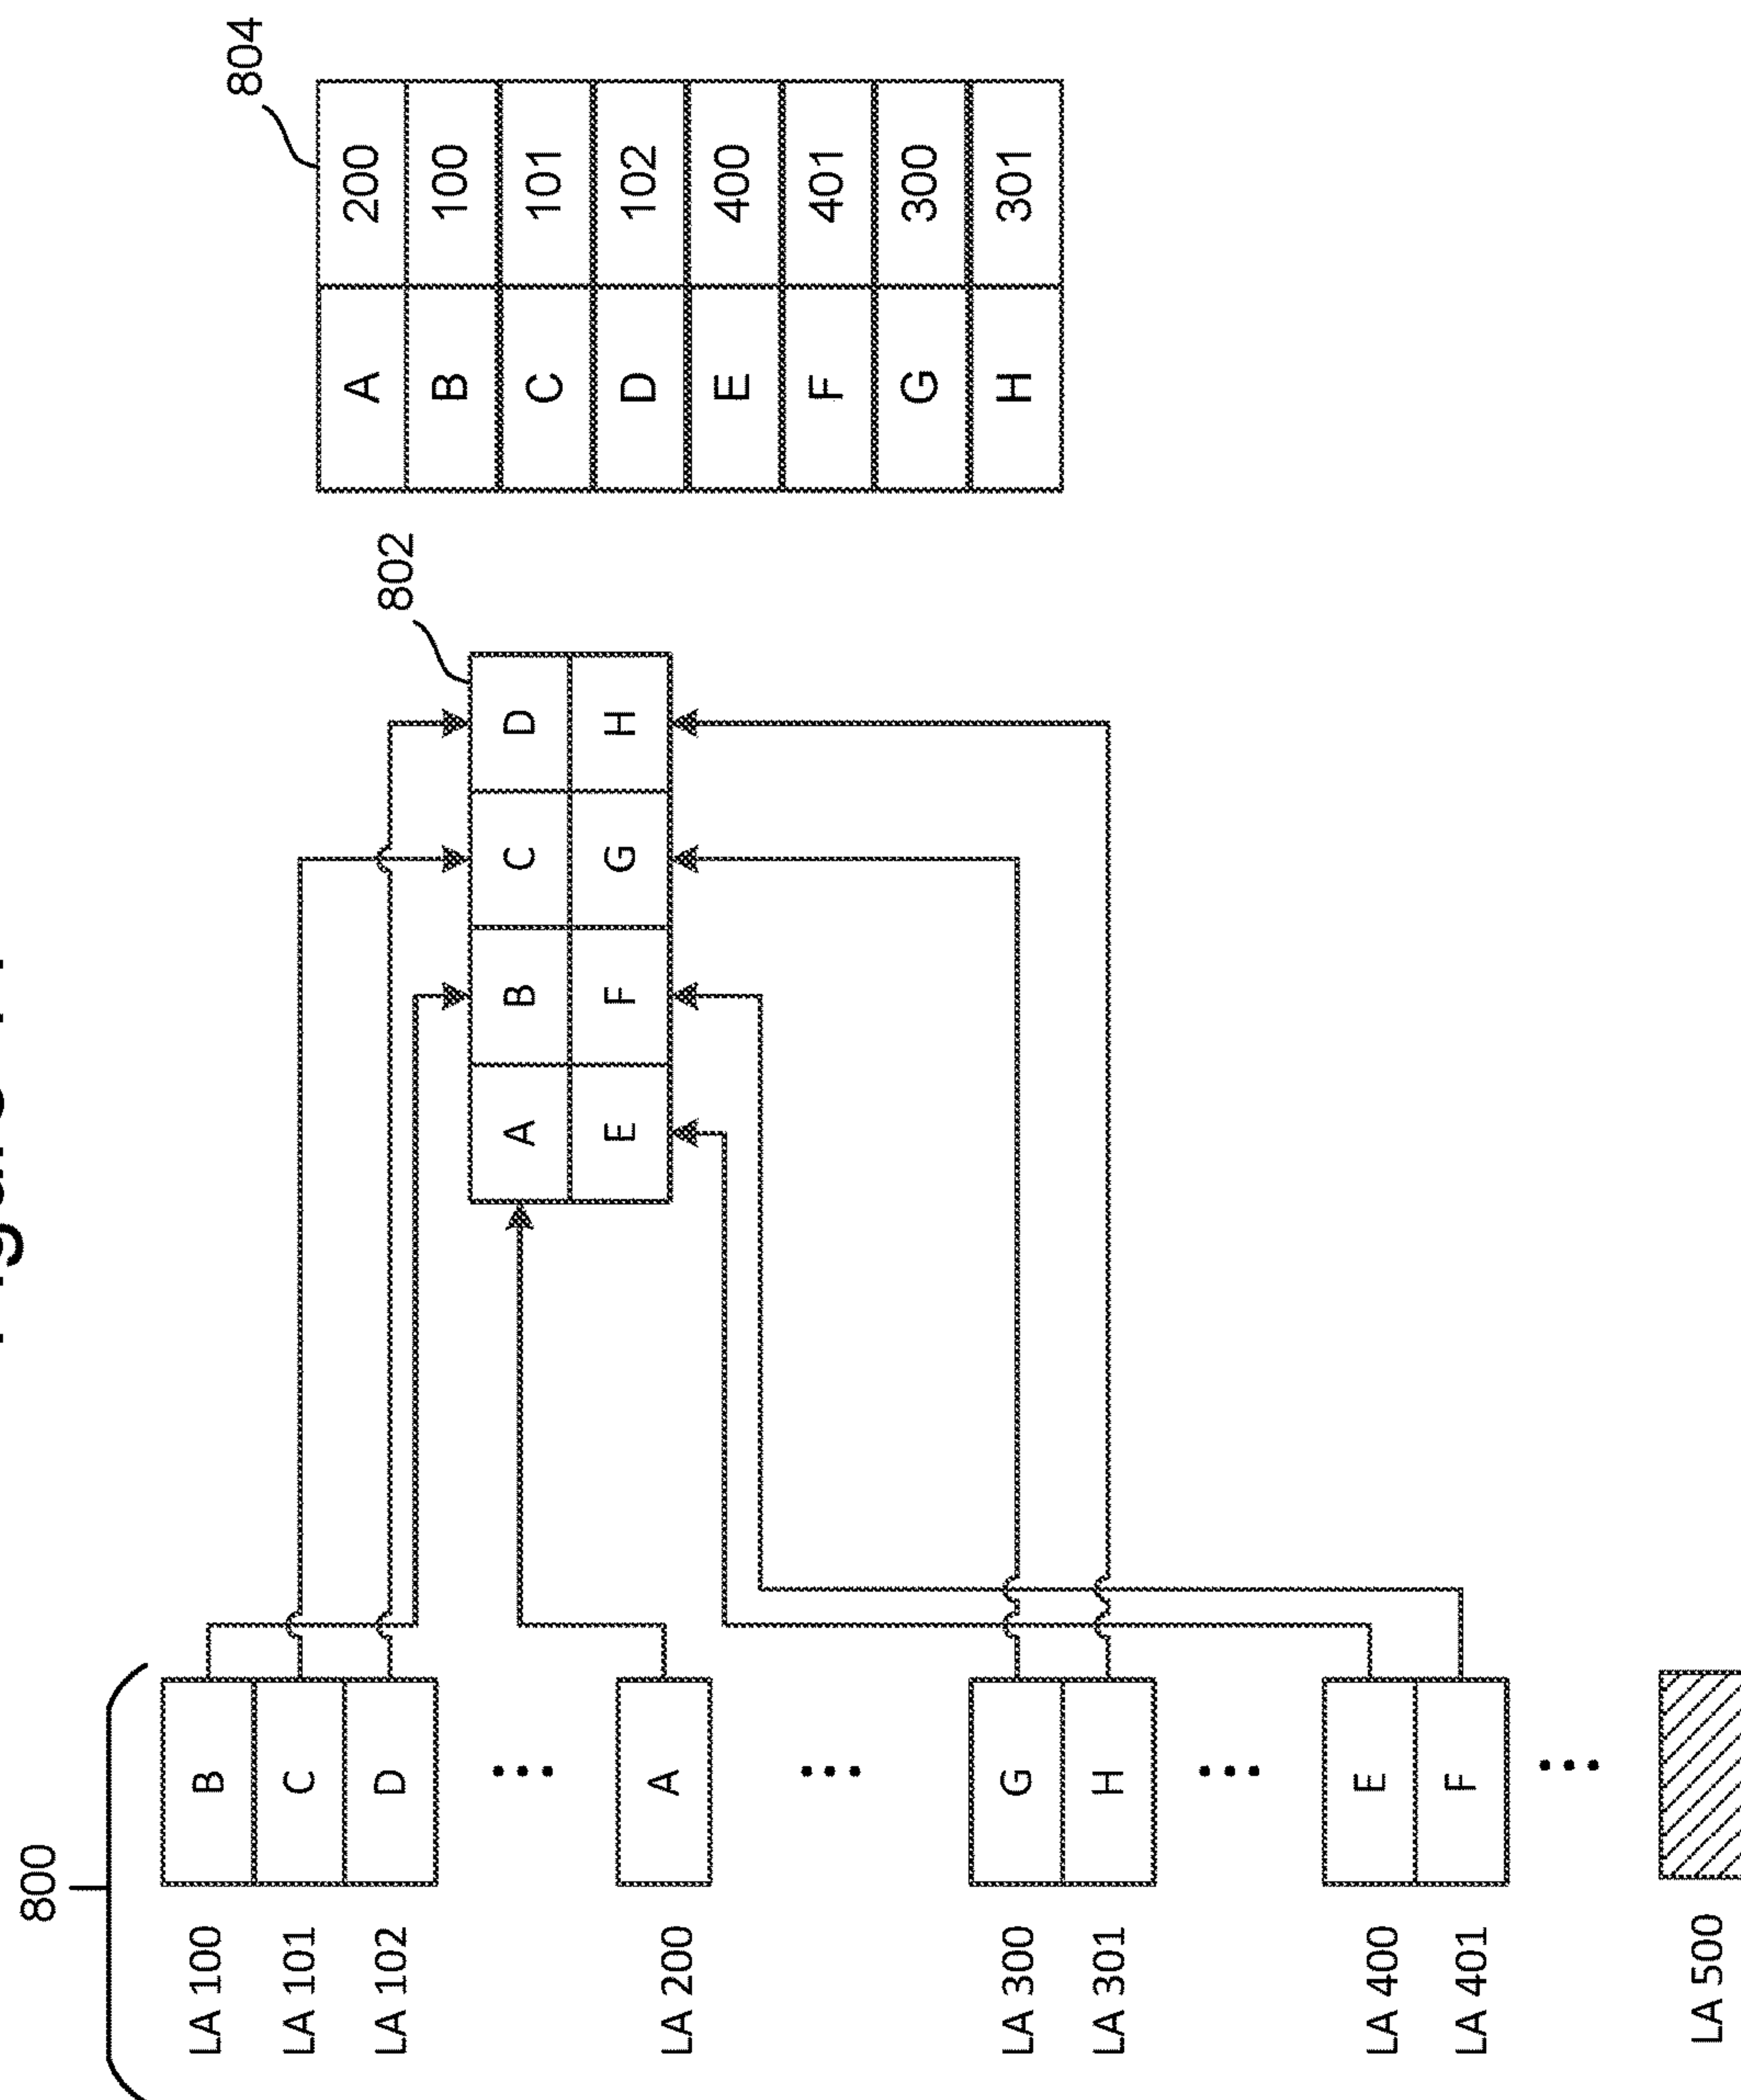 800
LA 100 B
LA 101 C
LA 102 D
LA 200 A
LA 300 G
LA 301 H
LA 400 E
LA 401 F
LA 500
802
A B C D
E F G H
804
A 200
B 100
C 101
D 102
E 400
F 401
G 300
H 301